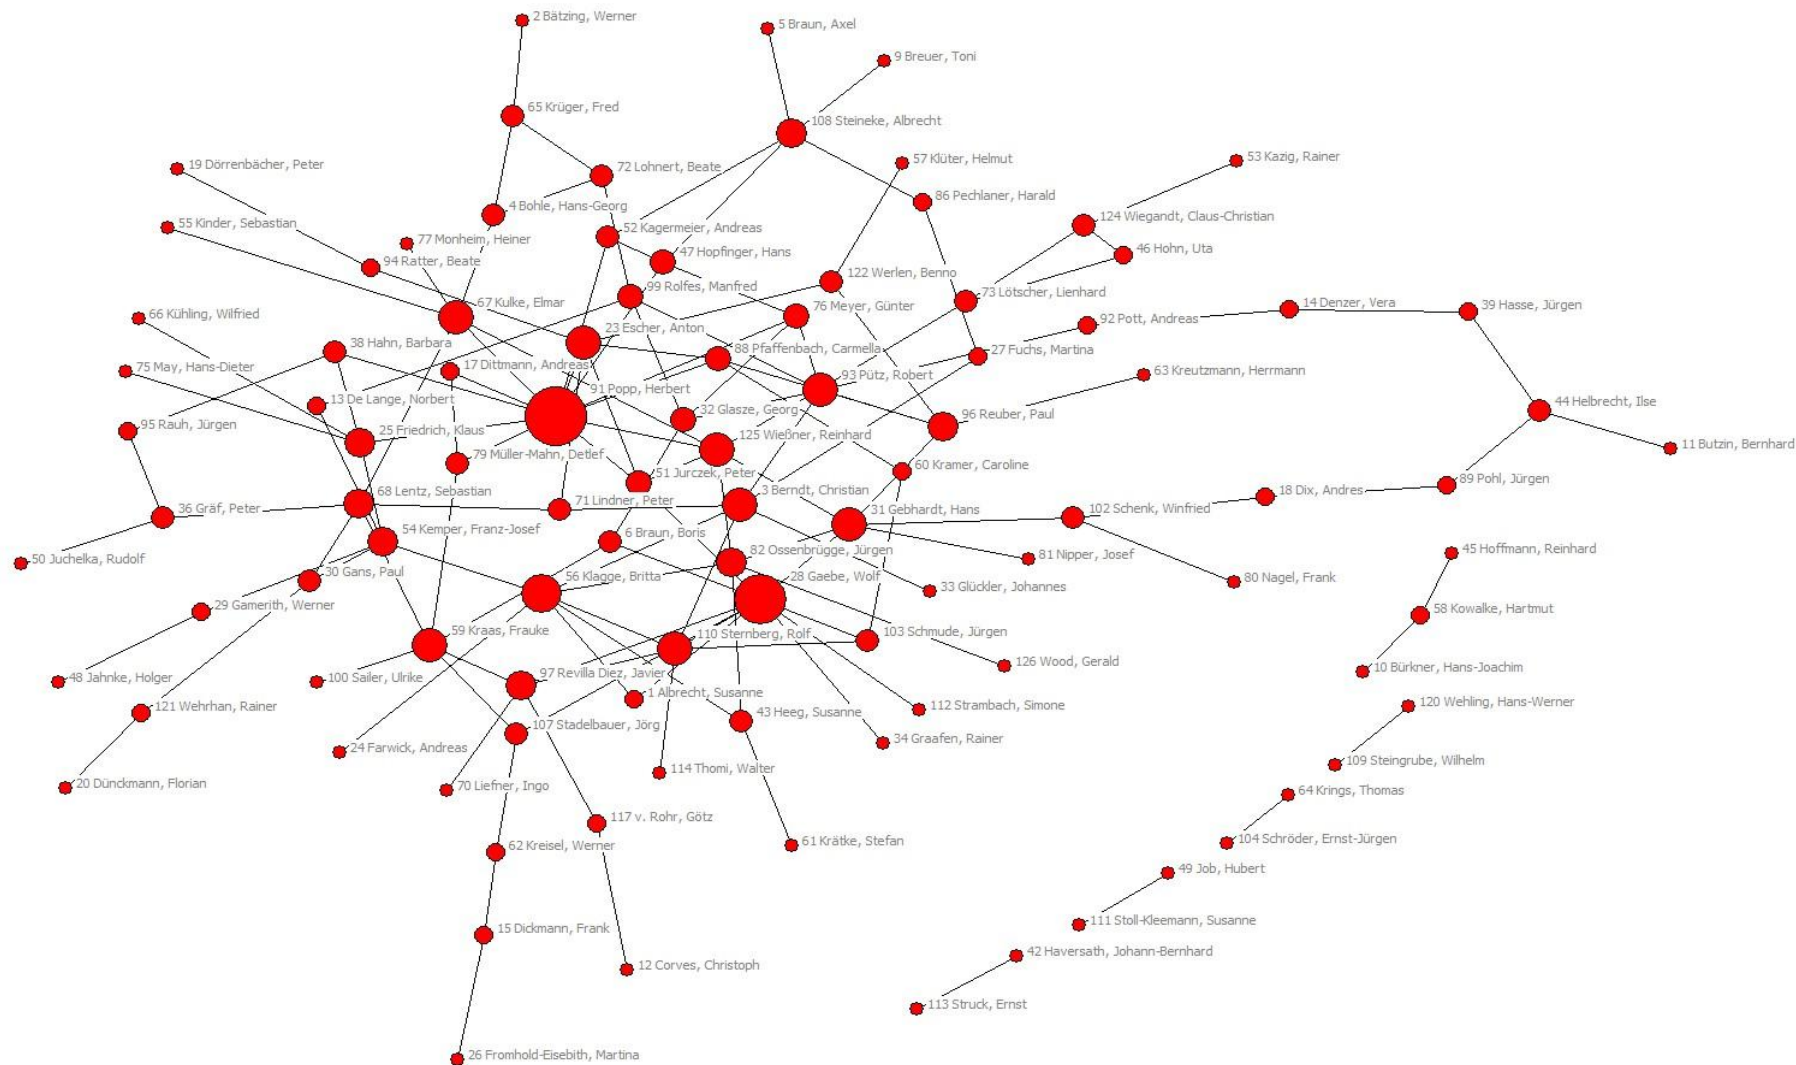 2 Bätzing, Werner
5 Braun, Axel
9 Breuer, Toni
65 Krüger, Fred
108 Steineke, Albrecht
19 Dörrenbächer, Peter
72 Lohnert, Beate
57 Klüter, Helmut
53 Kazig, Rainer
86 Pechlaner, Harald
4 Bohle, Hans-Georg
124 Wiegandt, Claus-Christian
55 Kinder, Sebastian
52 Kagermeier, Andreas
77 Monheim, Heiner
46 Hohn, Uta
47 Hopfinger, Hans
94 Ratter, Beate
122 Werlen, Benno
99 Rolfes, Manfred
73 Lötscher, Lienhard
67 Kulke, Elmar
76 Meyer, Günter
14 Denzer, Vera
39 Hasse, Jürgen
66 Kühling, Wilfried
92 Pott, Andreas
23 Escher, Anton
38 Hahn, Barbara
88 Pfaffenbach, Carmella
27 Fuchs, Martina
75 May, Hans-Dieter
17 Dittmann, Andreas
63 Kreutzmann, Herrmann
93 Pütz, Robert
91 Popp, Herbert
13 De Lange, Norbert
44 Helbrecht, Ilse
32 Glasze, Georg
96 Reuber, Paul
95 Rauh, Jürgen
25 Friedrich, Klaus
125 Wießner, Reinhard
11 Butzin, Bernhard
79 Müller-Mahn, Detlef
60 Kramer, Caroline
51 Jurczek, Peter
89 Pohl, Jürgen
68 Lentz, Sebastian
3 Berndt, Christian
18 Dix, Andres
71 Lindner, Peter
102 Schenk, Winfried
31 Gebhardt, Hans
36 Gräf, Peter
54 Kemper, Franz-Josef
6 Braun, Boris
45 Hoffmann, Reinhard
82 Ossenbrügge, Jürgen
81 Nipper, Josef
50 Juchelka, Rudolf
30 Gans, Paul
56 Klagge, Britta
28 Gaebe, Wolf
80 Nagel, Frank
33 Glückler, Johannes
29 Gamerith, Werner
58 Kowalke, Hartmut
59 Kraas, Frauke
110 Sternberg, Rolf
103 Schmude, Jürgen
126 Wood, Gerald
10 Bürkner, Hans-Joachim
48 Jahnke, Holger
100 Sailer, Ulrike
97 Revilla Diez, Javier
1 Albrecht, Susanne
120 Wehling, Hans-Werner
121 Wehrhan, Rainer
112 Strambach, Simone
43 Heeg, Susanne
107 Stadelbauer, Jörg
34 Graafen, Rainer
24 Farwick, Andreas
109 Steingrube, Wilhelm
114 Thomi, Walter
20 Dünckmann, Florian
70 Liefner, Ingo
64 Krings, Thomas
117 v. Rohr, Götz
104 Schröder, Ernst-Jürgen
61 Krätke, Stefan
62 Kreisel, Werner
49 Job, Hubert
111 Stoll-Kleemann, Susanne
15 Dickmann, Frank
42 Haversath, Johann-Bernhard
12 Corves, Christoph
113 Struck, Ernst
26 Fromhold-Eisebith, Martina